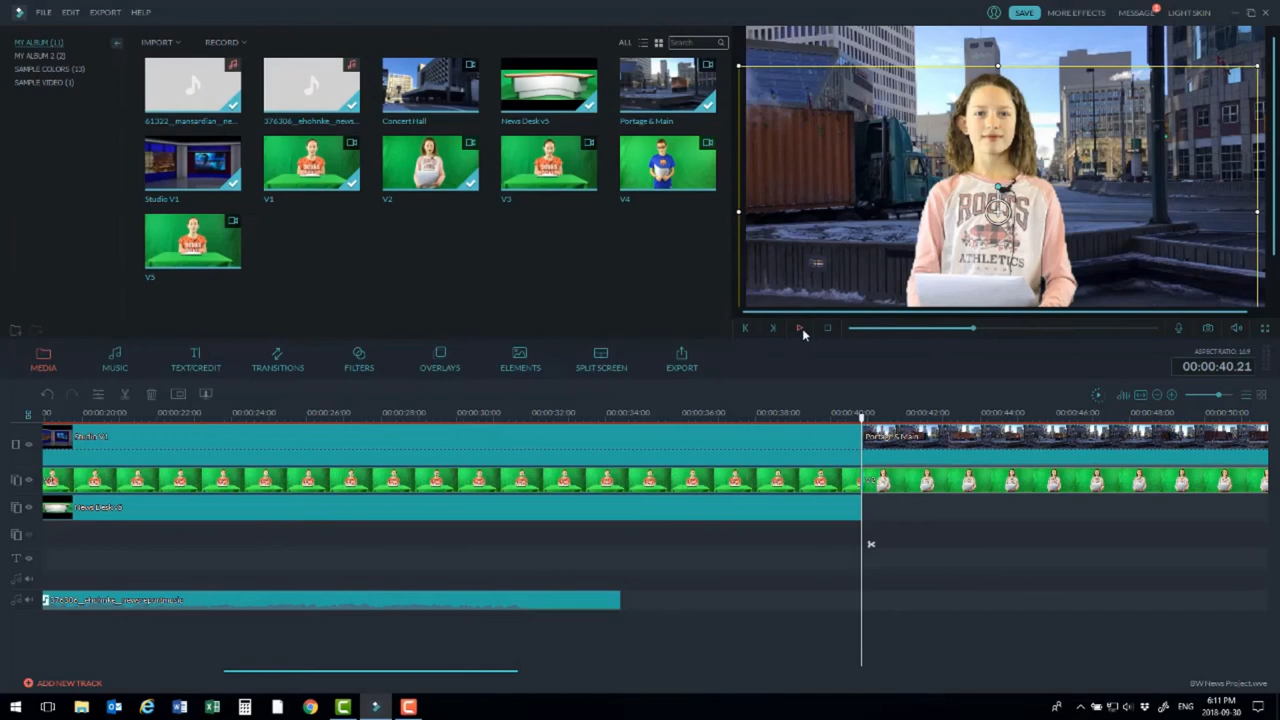 FILE EDIT EXPORT HELP
SAVE MORE EFFECTS MESSAGE 1 LIGHT SKIN
MY ALBUM (11)
MY ALBUM 2 (2)
SAMPLE COLORS (13)
SAMPLE VIDEO (1)
IMPORT RECORD ALL Search
61322__mansardian__ne... 376306__ehohnke__news... Concert Hall News Desk v5 Portage & Main
Studio V1 V1 V2 V3 V4
V5
ROOTS
ATHLETICS
MEDIA MUSIC TEXT/CREDIT TRANSITIONS FILTERS OVERLAYS ELEMENTS SPLIT SCREEN EXPORT
ASPECT RATIO: 16:9
00:00:40.21
00:00:20:00 00:00:22:00 00:00:24:00 00:00:26:00 00:00:28:00 00:00:30:00 00:00:32:00 00:00:34:00 00:00:36:00 00:00:38:00 00:00:40:00 00:00:42:00 00:00:44:00 00:00:46:00 00:00:48:00 00:00:50:00
Studio V1 Portage & Main
News Desk v5
T
376306__ehohnke__newsreportmusic
ADD NEW TRACK BW News Project.wve
ENG 6:11 PM
2018-09-30